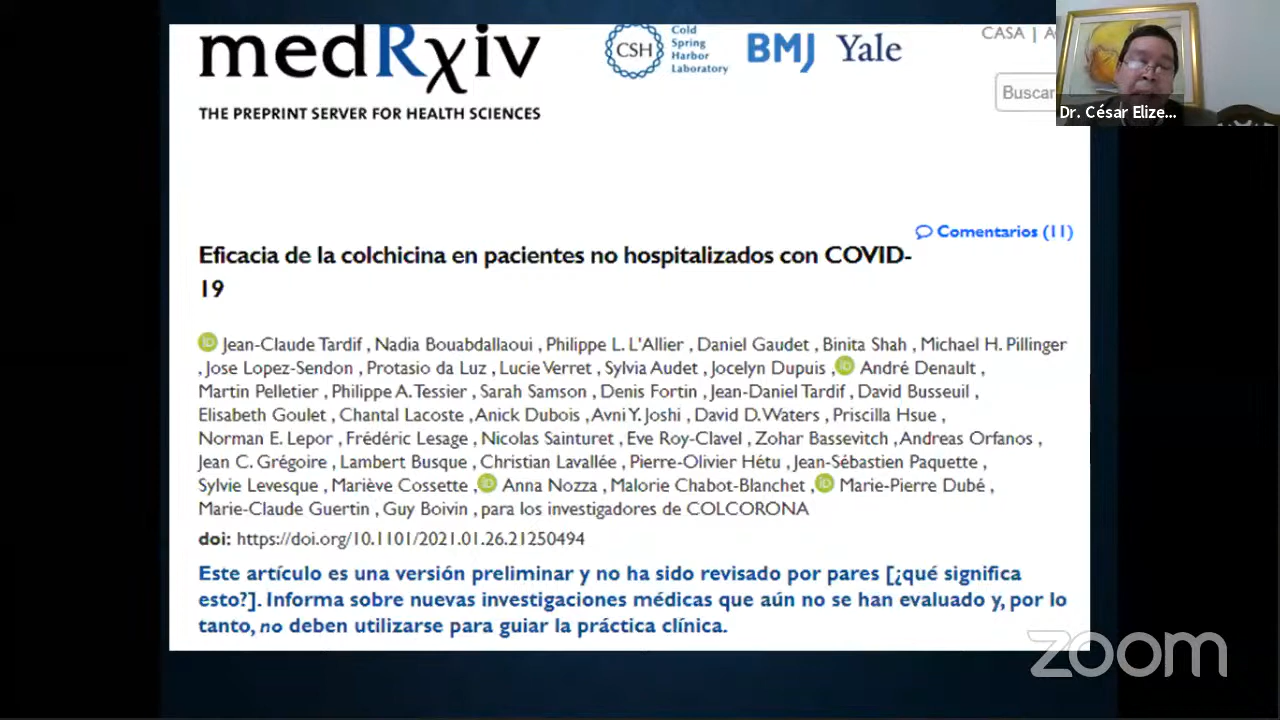 medRxiv
THE PREPRINT SERVER FOR HEALTH SCIENCES
CSH
Cold
Spring
Harbor
Laboratory
BMJ
Yale
CASA |
Buscar
Dr. César Elize...
Comentarios (11)
Eficacia de la colchicina en pacientes no hospitalizados con COVID-
19
iD Jean-Claude Tardif , Nadia Bouabdallaoui , Philippe L. L'Allier , Daniel Gaudet , Binita Shah , Michael H. Pillinger
, Jose Lopez-Sendon , Protasio da Luz , Lucie Verret , Sylvia Audet , Jocelyn Dupuis , iD André Denault ,
Martin Pelletier , Philippe A. Tessier , Sarah Samson , Denis Fortin , Jean-Daniel Tardif , David Busseuil ,
Elisabeth Goulet , Chantal Lacoste , Anick Dubois , Avni Y. Joshi , David D. Waters , Priscilla Hsue ,
Norman E. Lepor , Frédéric Lesage , Nicolas Sainturet , Eve Roy-Clavel , Zohar Bassevitch , Andreas Orfanos ,
Jean C. Grégoire , Lambert Busque , Christian Lavallée , Pierre-Olivier Hétu , Jean-Sébastien Paquette ,
Sylvie Levesque , Mariève Cossette , iD Anna Nozza , Malorie Chabot-Blanchet , iD Marie-Pierre Dubé ,
Marie-Claude Guertin , Guy Boivin , para los investigadores de COLCORONA
doi: https://doi.org/10.1101/2021.01.26.21250494
Este artículo es una versión preliminar y no ha sido revisado por pares [¿qué significa
esto?]. Informa sobre nuevas investigaciones médicas que aún no se han evaluado y, por lo
tanto, no deben utilizarse para guiar la práctica clínica.
zoom